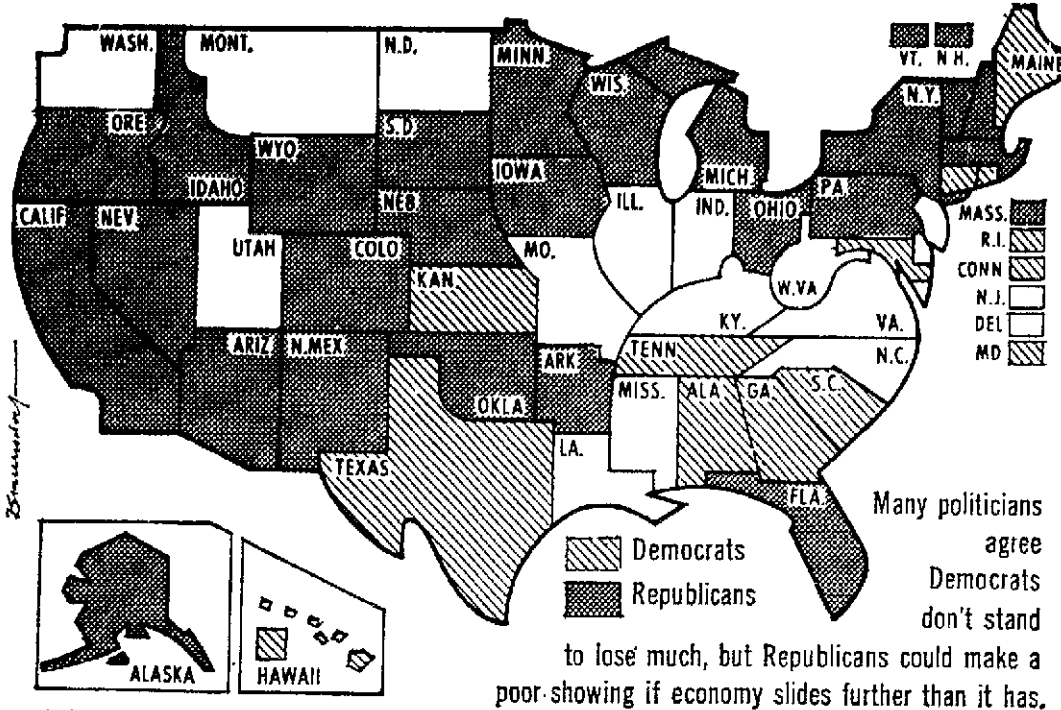 WASH.
MONT.
N.D.
MINN.
VT. N H.
MAINE
ORE
IDAHO
WYO
S.D
WIS.
N.Y.
CALIF
NEV
UTAH
COLO
NEB
IOWA
ILL.
IND.
MICH
OHIO
PA
MASS.
R.I.
CONN
N.J.
DEL
MD
KAN.
MO.
W.VA
KY.
VA.
ARIZ
N.MEX
OKLA
ARK
TENN
N.C.
TEXAS
LA.
MISS.
ALA
GA.
S.C.
FLA.
ALASKA
HAWAII
Democrats
Republicans
Many politicians
agree
Democrats
don't stand
to lose much, but Republicans could make a
poor showing if economy slides further than it has.